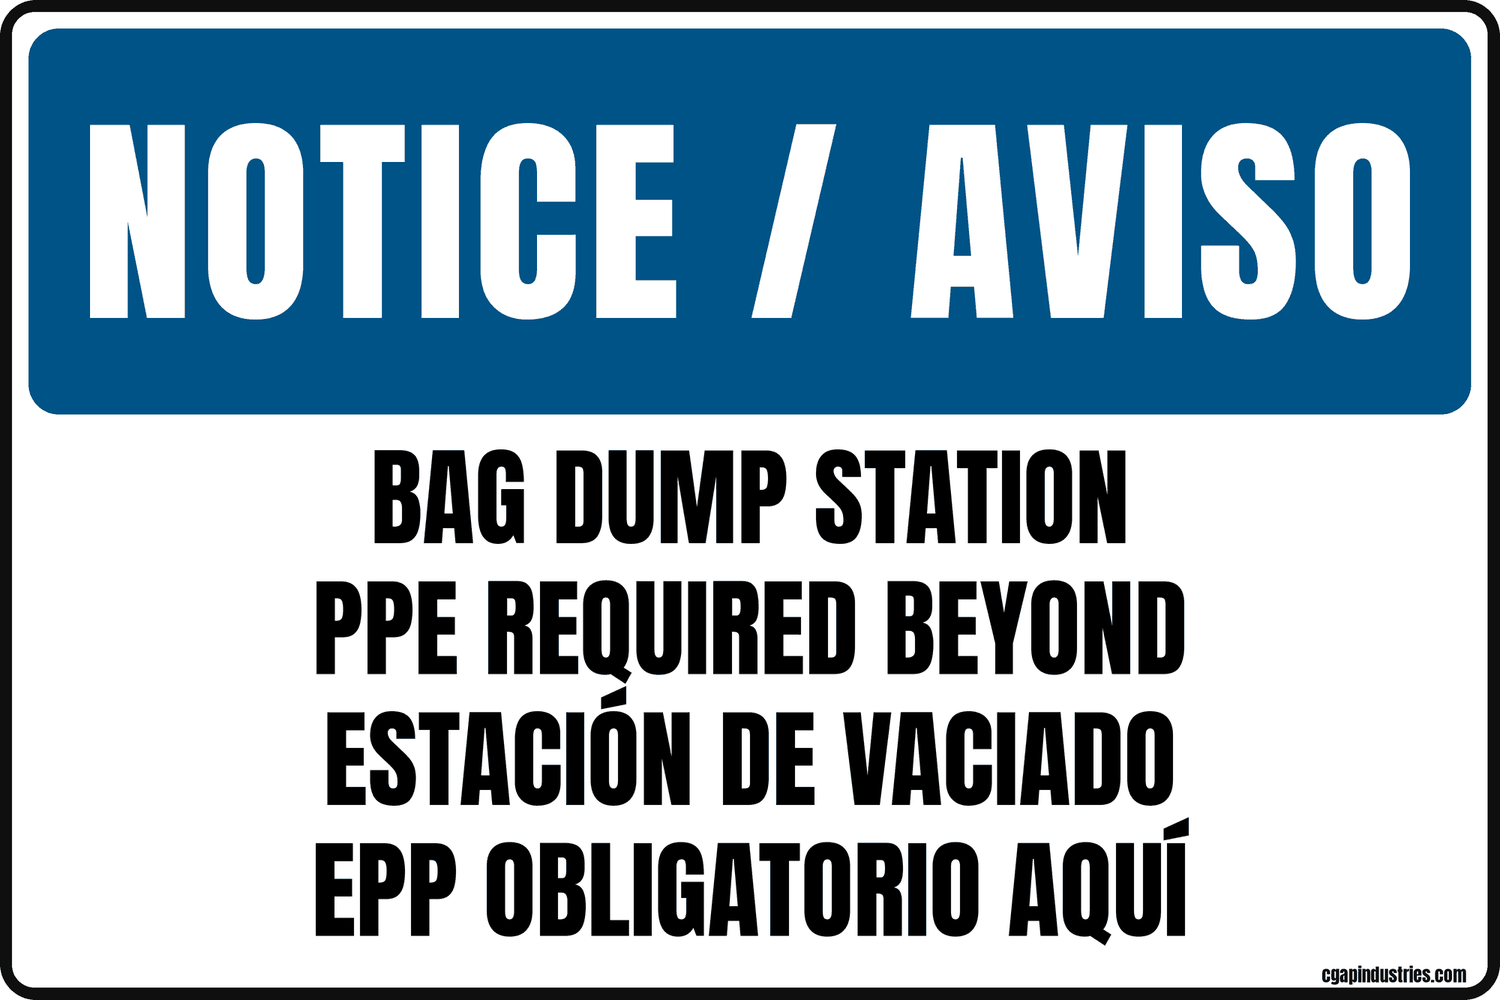 NOTICE / AVISO
BAG DUMP STATION
PPE REQUIRED BEYOND
ESTACIÓN DE VACIADO
EPP OBLIGATORIO AQUÍ
cgapindustries.com